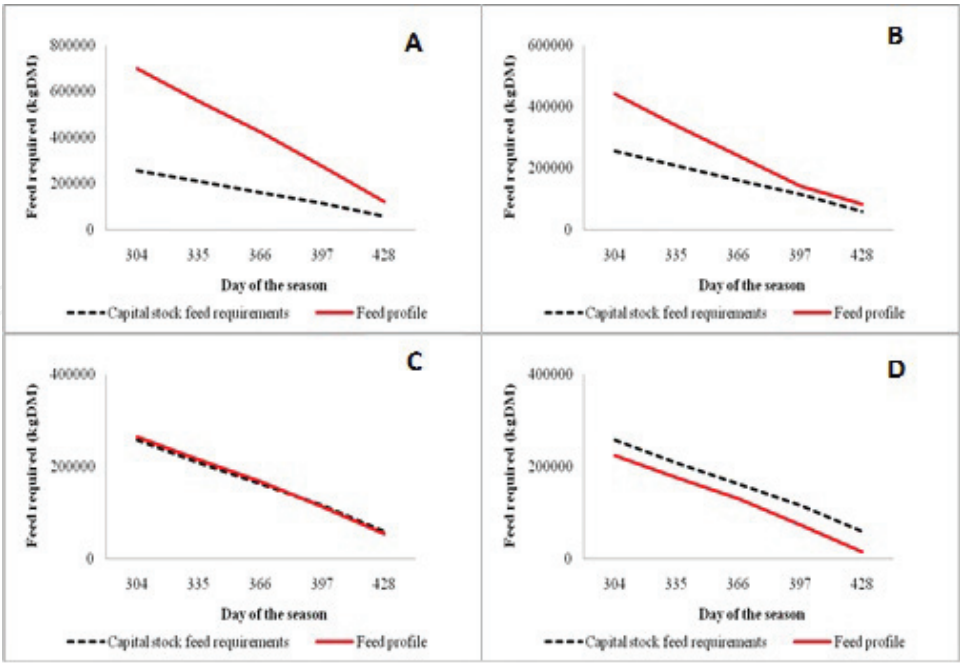 A
Feed required (kgDM)
800000
600000
400000
200000
0
304 335 366 397 428
Day of the season
Capital stock feed requirements Feed profile
B
Feed required (kgDM)
600000
400000
200000
0
304 335 366 397 428
Day of the season
Capital stock feed requirements Feed profile
C
Feed required (kgDM)
400000
200000
0
304 335 366 397 428
Day of the season
Capital stock feed requirements Feed profile
D
Feed required (kgDM)
400000
200000
0
304 335 366 397 428
Day of the season
Capital stock feed requirements Feed profile